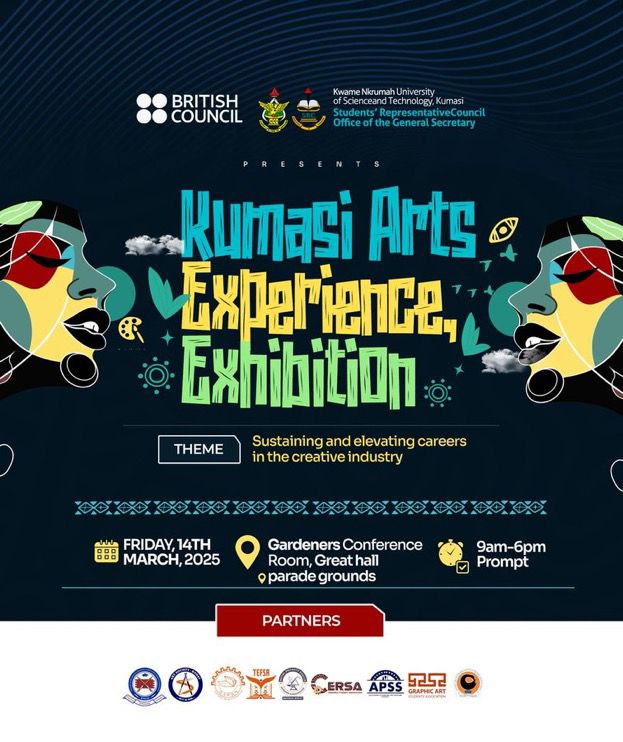 BRITISH
COUNCIL
Kwame Nkrumah University
of Scienceand Technology, Kumasi
Students' RepresentativeCouncil
Office of the General Secretary
SRC
PRESENTS
Kumasi Arts
Experience,
Exhibition
THEME
Sustaining and elevating careers
in the creative industry
FRIDAY, 14TH
MARCH, 2025
Gardeners Conference
Room, Great hall
parade grounds
9am-6pm
Prompt
PARTNERS
TEFSA
CERSA
APSS
GRAPHIC ART
STUDENTS ASSOCIATION